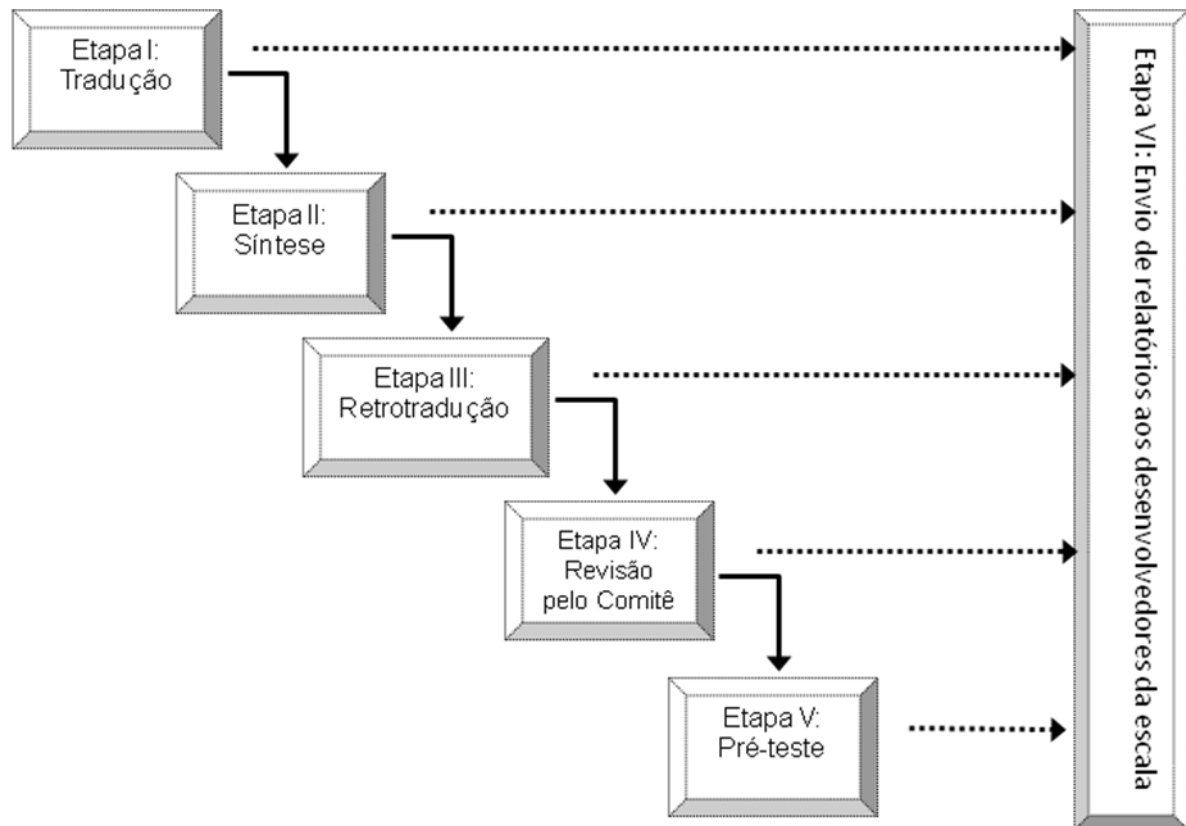 Etapa I:
Tradução
Etapa II:
Síntese
Etapa III:
Retrotradução
Etapa IV:
Revisão
pelo Comitê
Etapa V:
Pré-teste
Etapa VI: Envio de relatórios aos desenvolvedores da escala